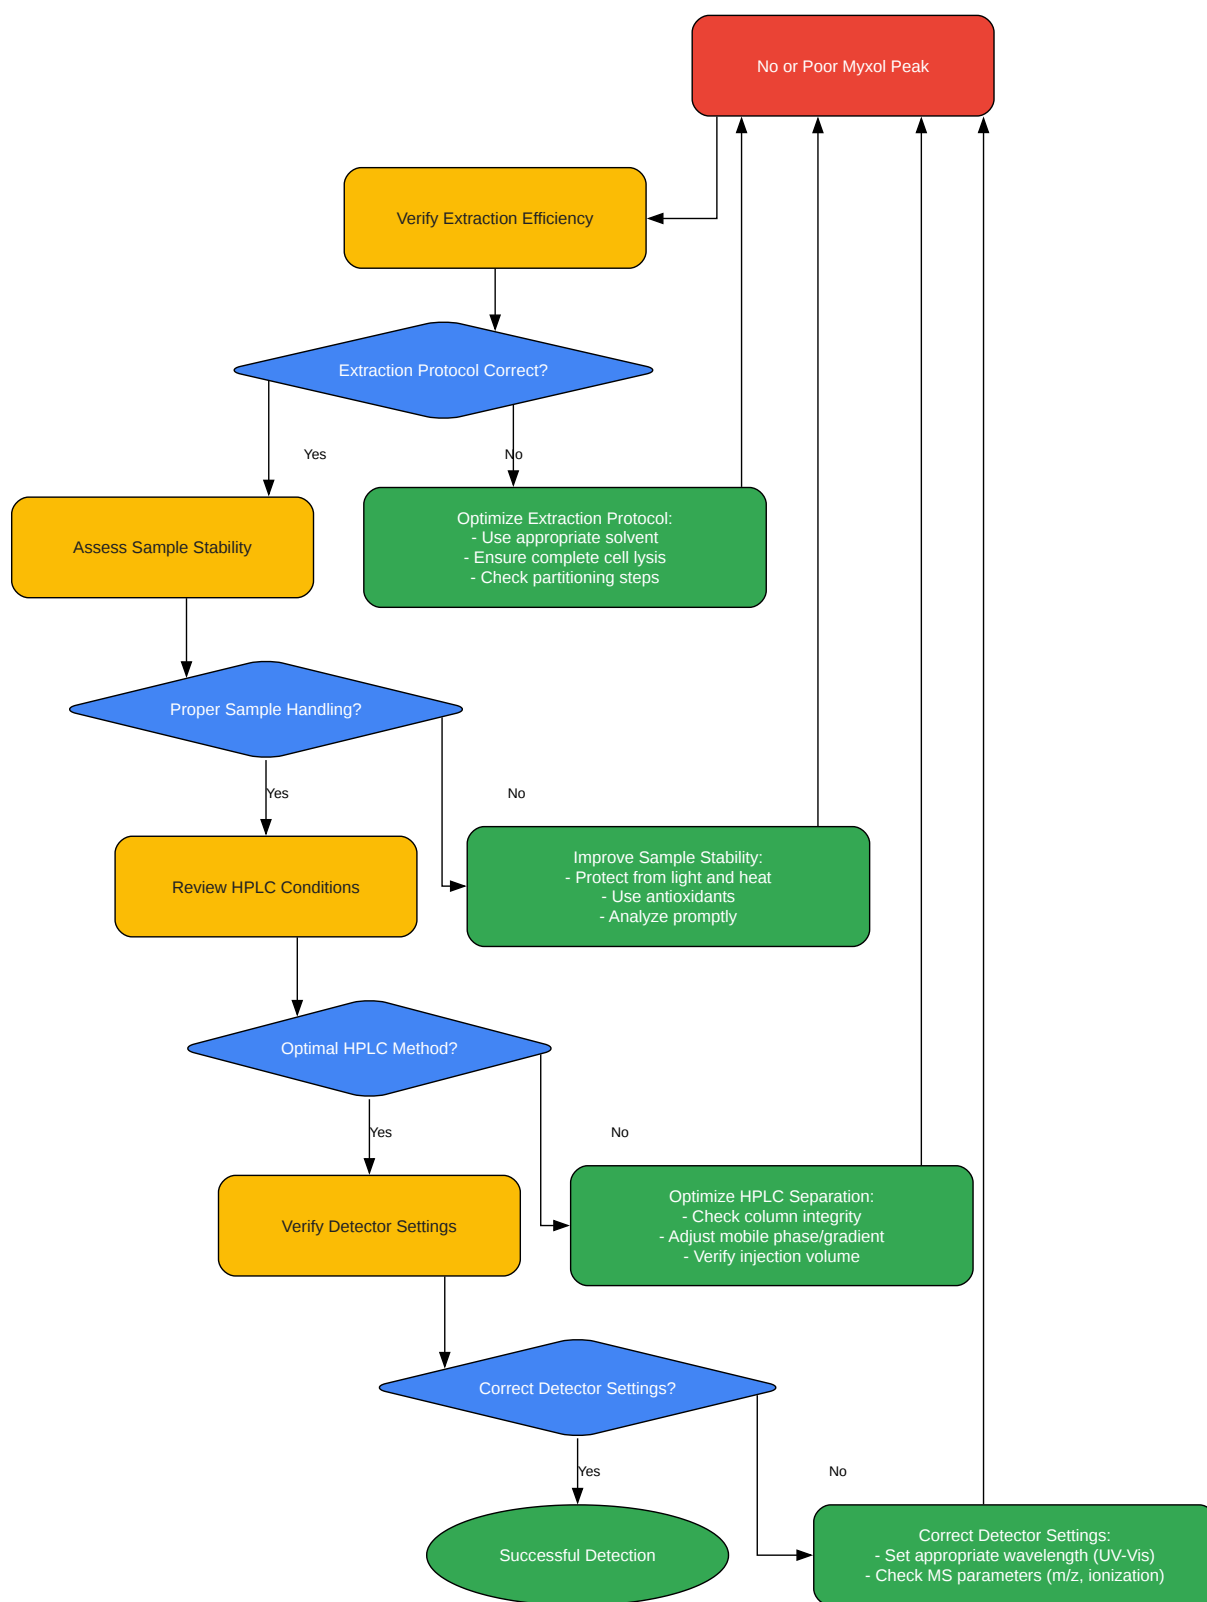 No or Poor Myxol Peak
Verify Extraction Efficiency
Extraction Protocol Correct?
Yes
No
Assess Sample Stability
Optimize Extraction Protocol:
- Use appropriate solvent
- Ensure complete cell lysis
- Check partitioning steps
Proper Sample Handling?
Yes
No
Review HPLC Conditions
Improve Sample Stability:
- Protect from light and heat
- Use antioxidants
- Analyze promptly
Optimal HPLC Method?
Yes
No
Verify Detector Settings
Optimize HPLC Separation:
- Check column integrity
- Adjust mobile phase/gradient
- Verify injection volume
Correct Detector Settings?
Yes
No
Successful Detection
Correct Detector Settings:
- Set appropriate wavelength (UV-Vis)
- Check MS parameters (m/z, ionization)